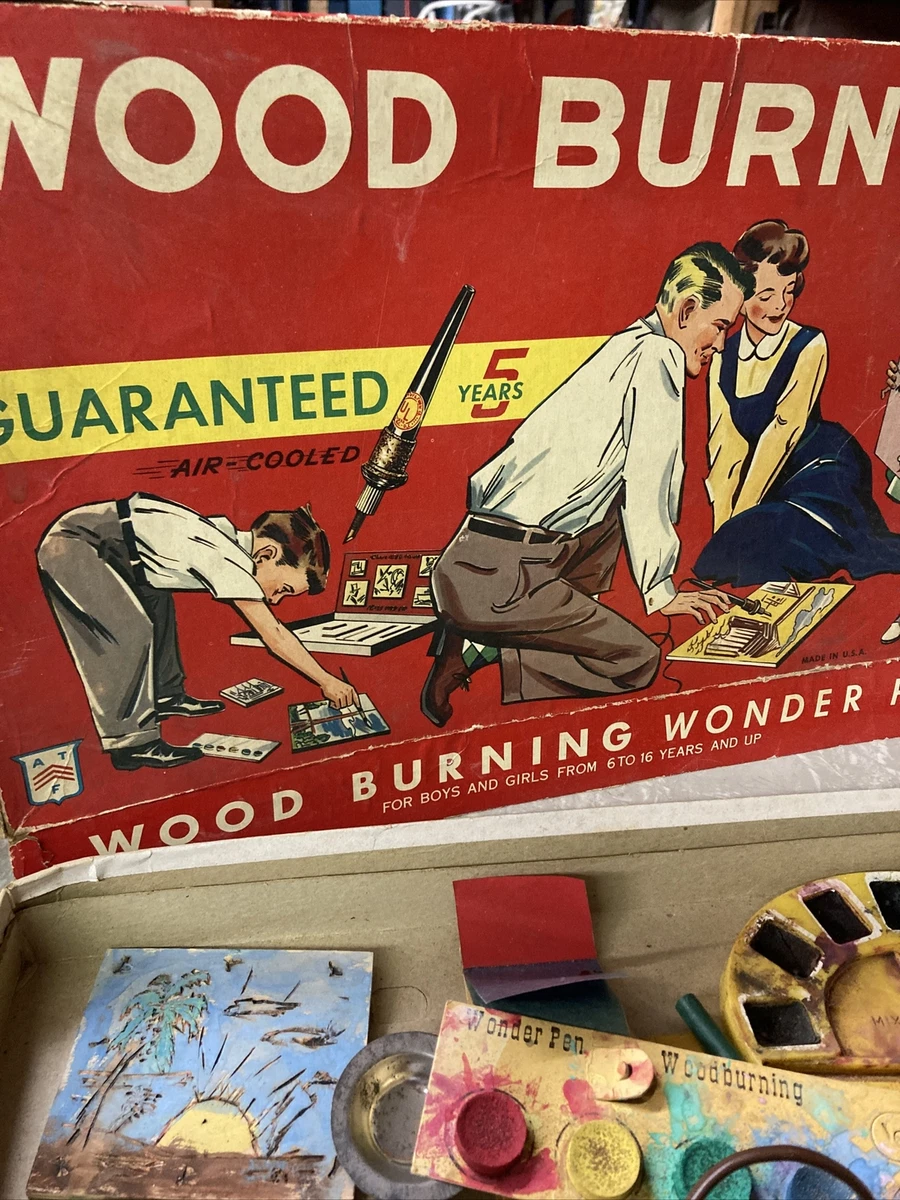 WOOD BURN
GUARANTEED 5 YEARS
AIR-COOLED
UL
MADE IN U.S.A.
A T F
WOOD BURNING WONDER
FOR BOYS AND GIRLS FROM 6 TO 16 YEARS AND UP
Wonder Pen
Woodburning